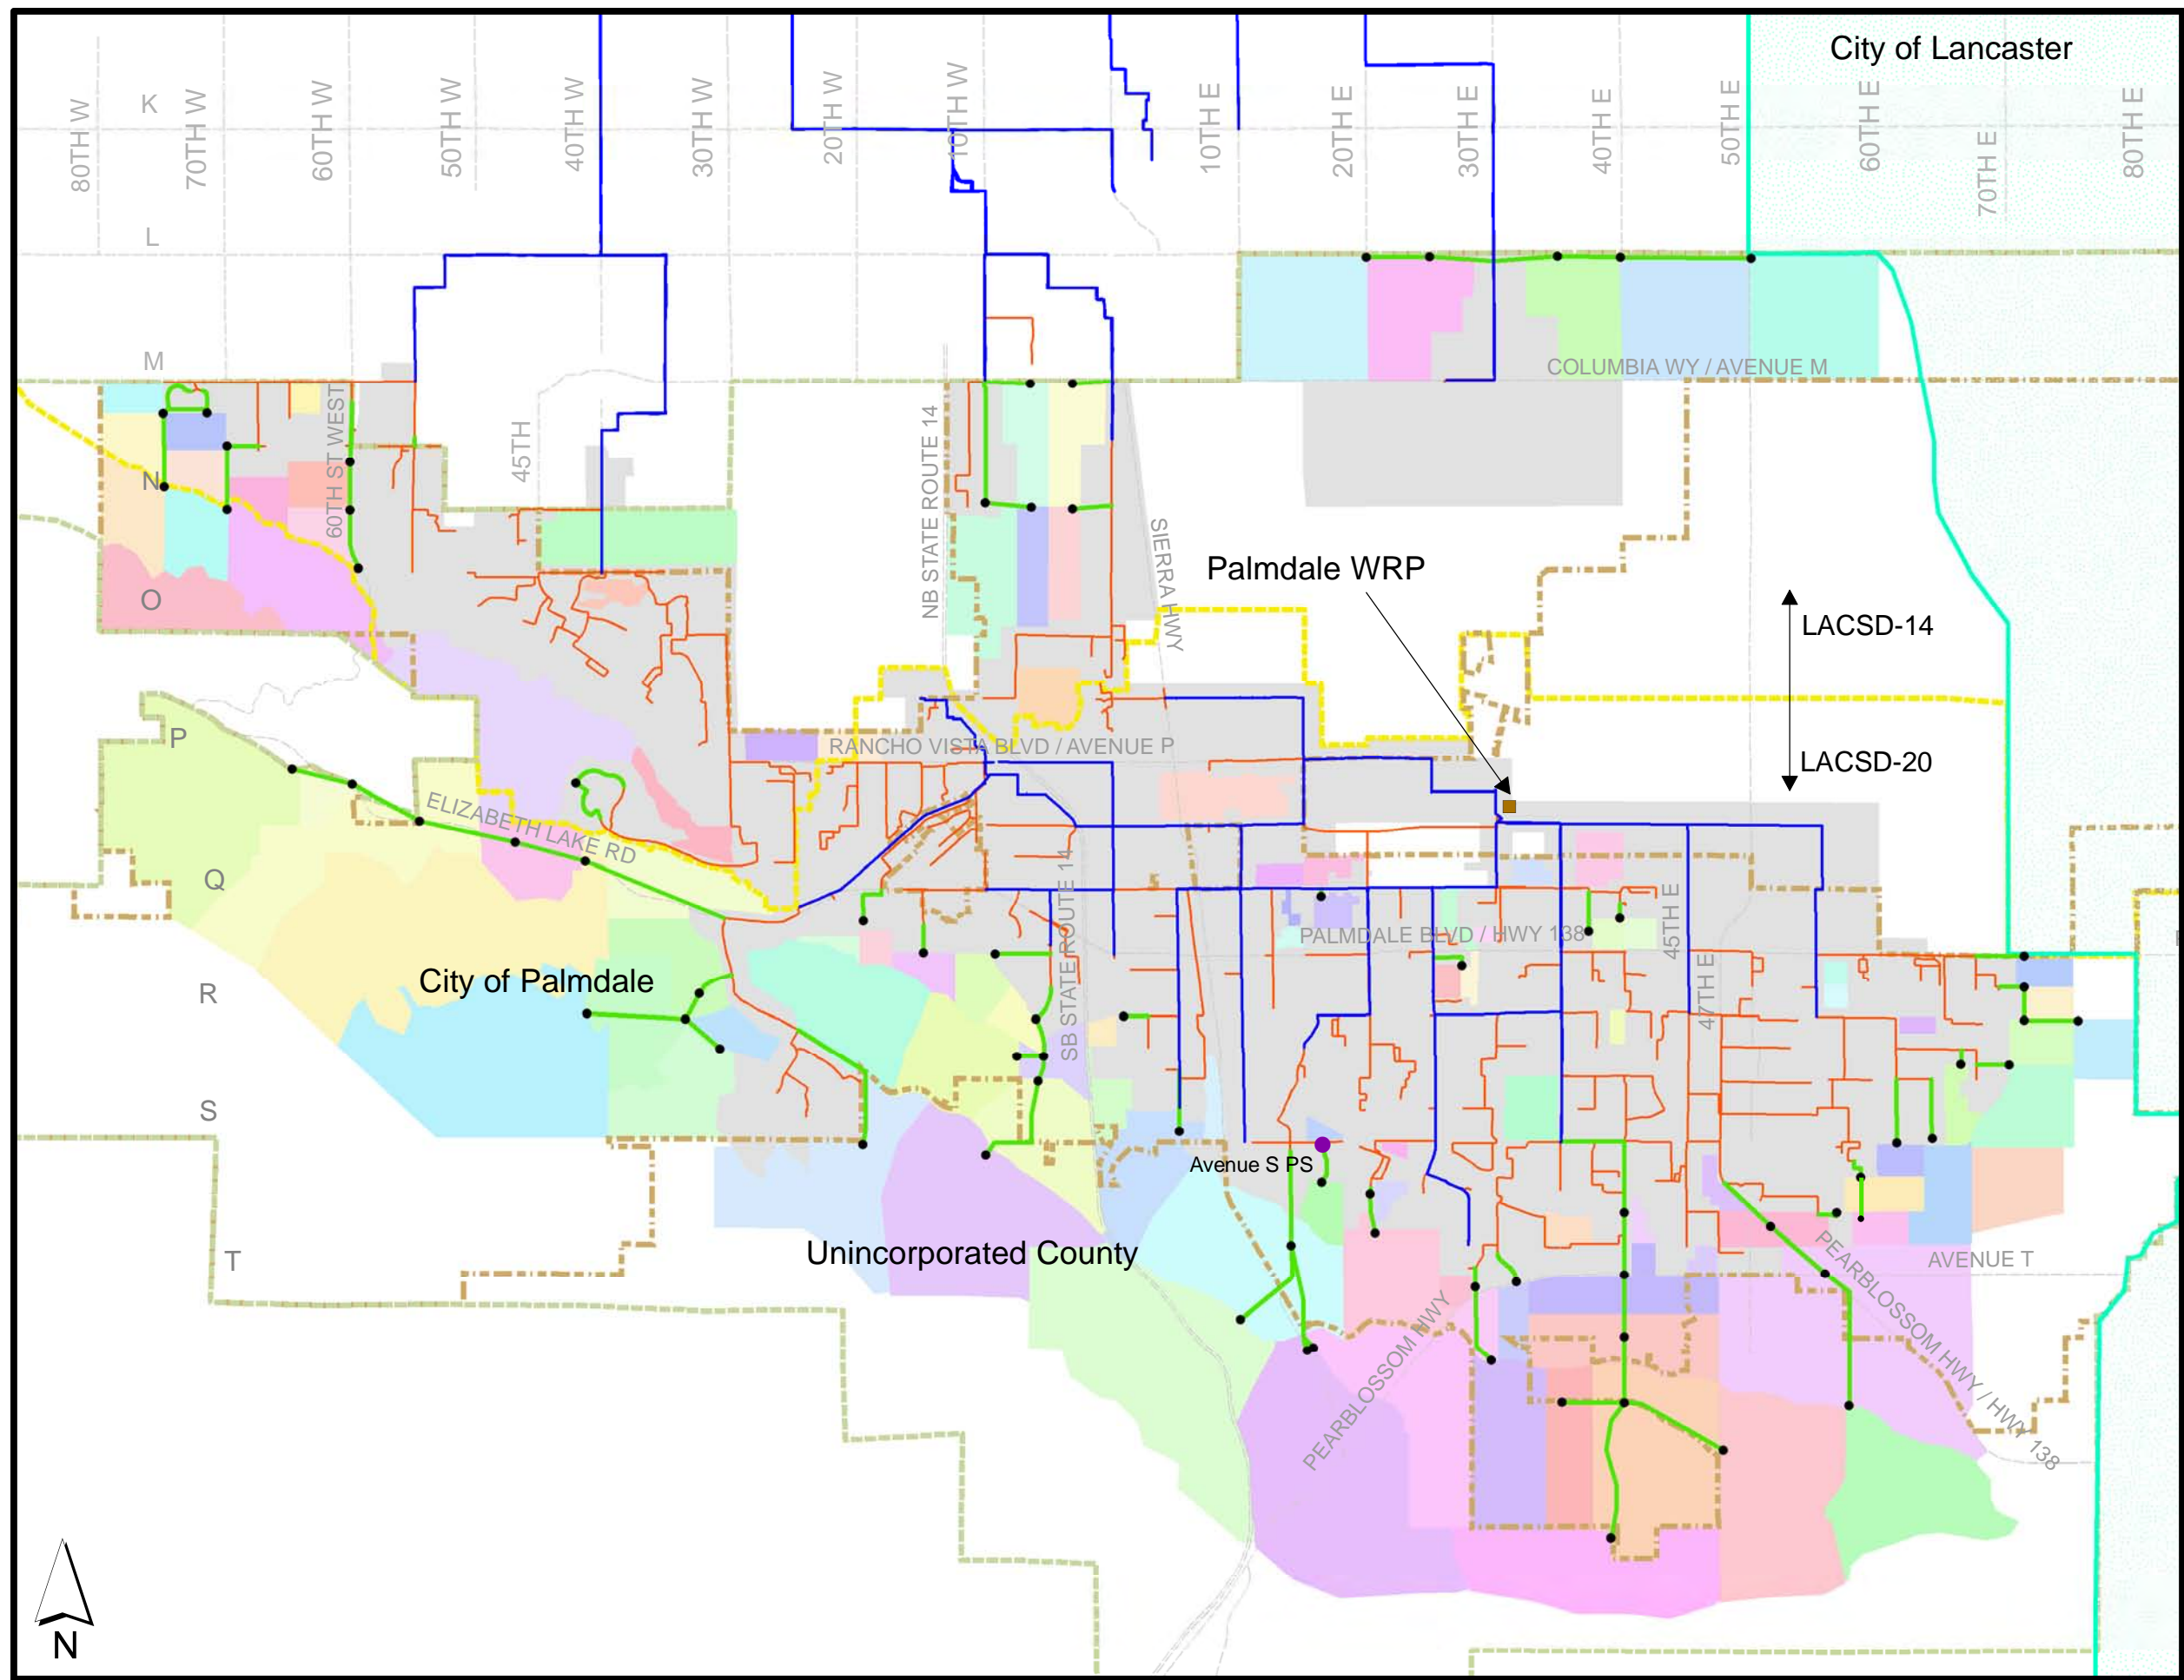 City of Lancaster
80TH W
70TH W
60TH W
50TH W
40TH W
30TH W
20TH W
10TH W
10TH E
20TH E
30TH E
40TH E
50TH E
60TH E
70TH E
80TH E
K
L
M
COLUMBIA WY / AVENUE M
60TH ST WEST
45TH
NB STATE ROUTE 14
N
SIERRA HWY
Palmdale WRP
O
LACSD-14
P
RANCHO VISTA BLVD / AVENUE P
LACSD-20
ELIZABETH LAKE RD
Q
SB STATE ROUTE 14
45TH E
PALMDALE BLVD / HWY 138
City of Palmdale
R
47TH E
S
Avenue S PS
Unincorporated County
T
AVENUE T
PEARBLOSSOM HWY
PEARBLOSSOM HWY / HWY 138
N